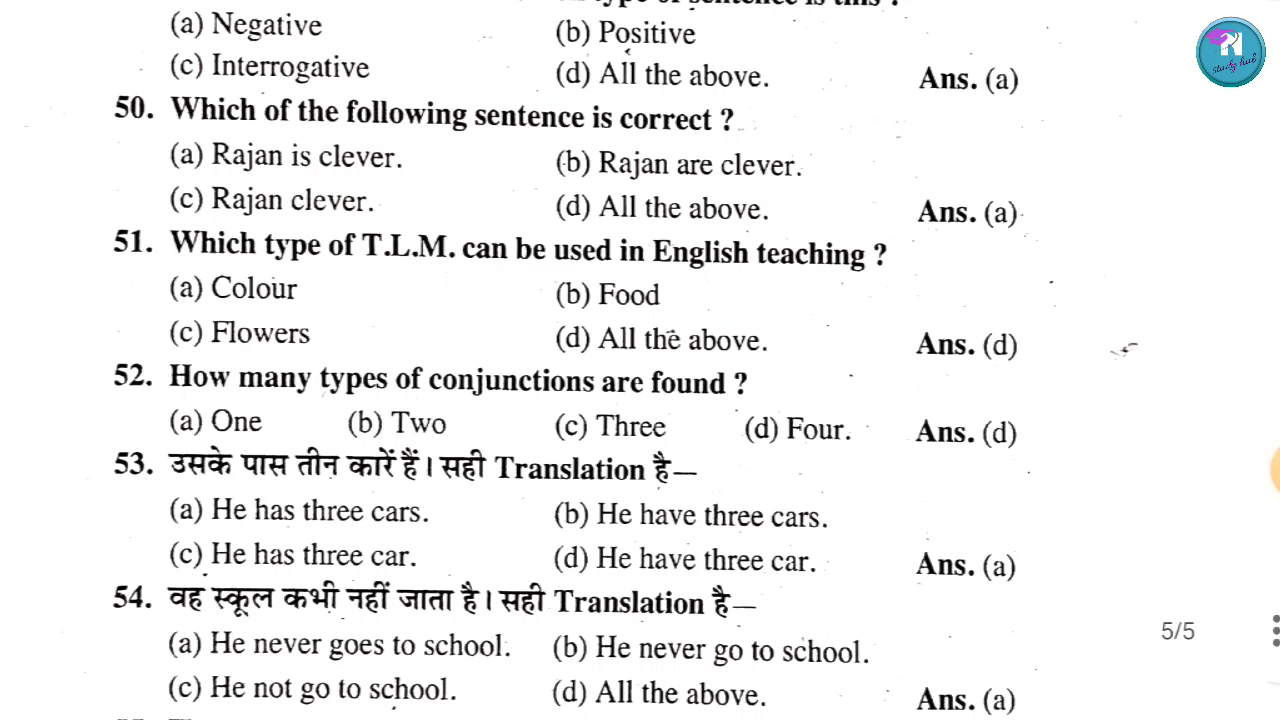 (a) Negative (b) Positive
(c) Interrogative (d) All the above. Ans. (a)
50. Which of the following sentence is correct ?
(a) Rajan is clever. (b) Rajan are clever.
(c) Rajan clever. (d) All the above. Ans. (a)
51. Which type of T.L.M. can be used in English teaching ?
(a) Colour (b) Food
(c) Flowers (d) All the above. Ans. (d)
52. How many types of conjunctions are found ?
(a) One (b) Two (c) Three (d) Four. Ans. (d)
53. उसके पास तीन कारें हैं। सही Translation है—
(a) He has three cars. (b) He have three cars.
(c) He has three car. (d) He have three car. Ans. (a)
54. वह स्कूल कभी नहीं जाता है। सही Translation है—
(a) He never goes to school. (b) He never go to school.
(c) He not go to school. (d) All the above. Ans. (a)
N
study hub
5/5